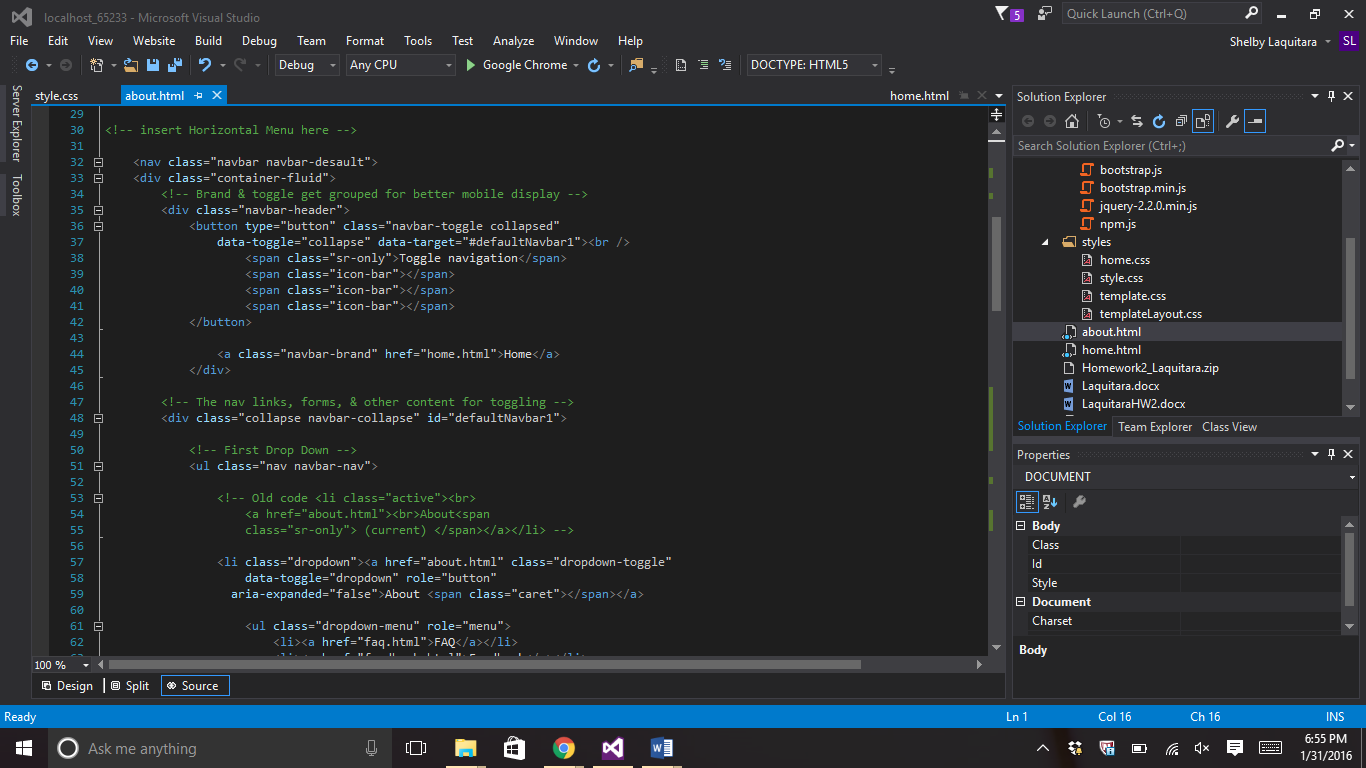 localhost_65233 - Microsoft Visual Studio
5
Quick Launch (Ctrl+Q)
File Edit View Website Build Debug Team Format Tools Test Analyze Window Help
Shelby Laquitara SL
Debug Any CPU Google Chrome DOCTYPE: HTML5
Server Explorer
Toolbox
style.css about.html home.html
29
30 <!-- insert Horizontal Menu here -->
31
32 <nav class="navbar navbar-desault">
33 <div class="container-fluid">
34 <!-- Brand & toggle get grouped for better mobile display -->
35 <div class="navbar-header">
36 <button type="button" class="navbar-toggle collapsed"
37 data-toggle="collapse" data-target="#defaultNavbar1"><br />
38 <span class="sr-only">Toggle navigation</span>
39 <span class="icon-bar"></span>
40 <span class="icon-bar"></span>
41 <span class="icon-bar"></span>
42 </button>
43
44 <a class="navbar-brand" href="home.html">Home</a>
45 </div>
46
47 <!-- The nav links, forms, & other content for toggling -->
48 <div class="collapse navbar-collapse" id="defaultNavbar1">
49
50 <!-- First Drop Down -->
51 <ul class="nav navbar-nav">
52
53 <!-- Old code <li class="active"><br>
54 <a href="about.html"><br>About<span
55 class="sr-only"> (current) </span></a></li> -->
56
57 <li class="dropdown"><a href="about.html" class="dropdown-toggle"
58 data-toggle="dropdown" role="button"
59 aria-expanded="false">About <span class="caret"></span></a>
60
61 <ul class="dropdown-menu" role="menu">
62 <li><a href="faq.html">FAQ</a></li>
100 %
Design Split Source
Solution Explorer
Search Solution Explorer (Ctrl+;)
bootstrap.js
bootstrap.min.js
jquery-2.2.0.min.js
npm.js
styles
home.css
style.css
template.css
templateLayout.css
about.html
home.html
Homework2_Laquitara.zip
Laquitara.docx
LaquitaraHW2.docx
Solution Explorer Team Explorer Class View
Properties
DOCUMENT
Body
Class
Id
Style
Document
Charset
Body
Ready Ln 1 Col 16 Ch 16 INS
Ask me anything
6:55 PM
1/31/2016